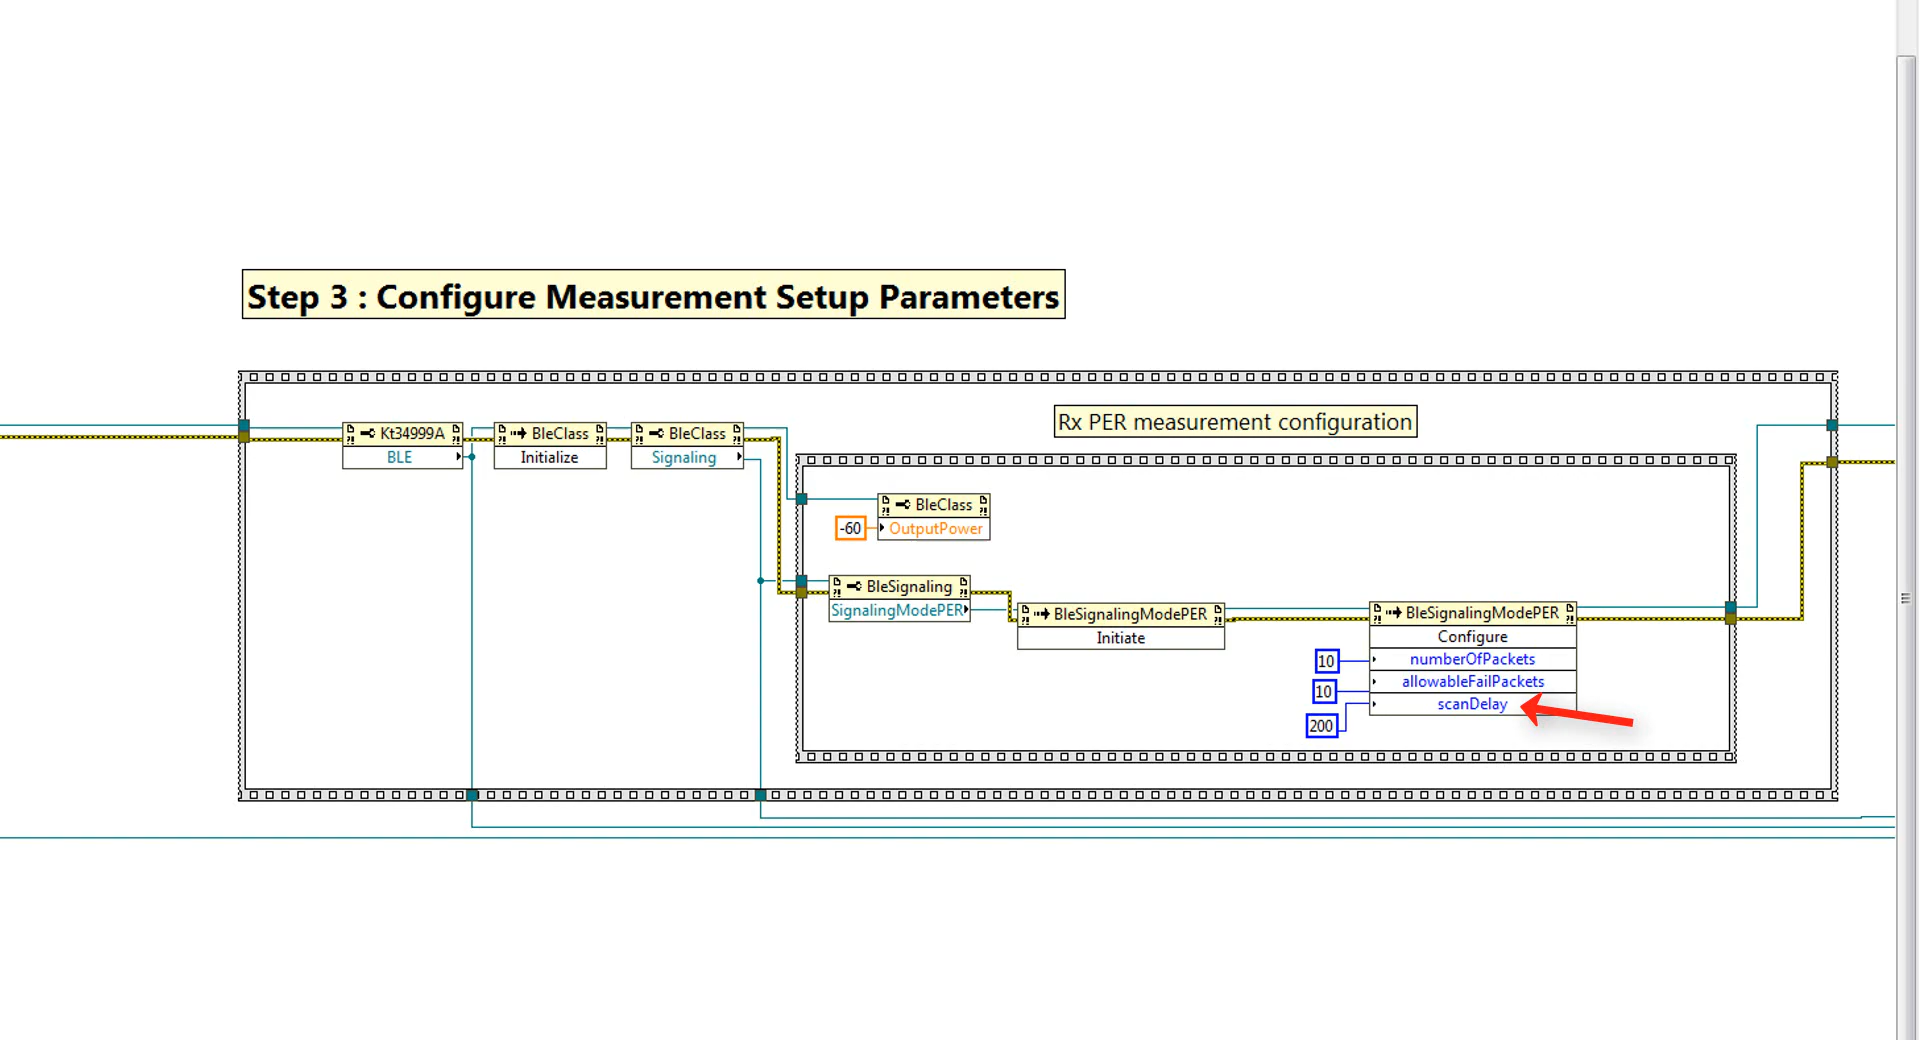 Step 3 : Configure Measurement Setup Parameters
Rx PER measurement configuration
Kt34999A
BLE
BleClass
Initialize
BleClass
Signaling
BleClass
-60
OutputPower
BleSignaling
SignalingModePER
BleSignalingModePER
Initiate
BleSignalingModePER
Configure
10
numberOfPackets
10
allowableFailPackets
200
scanDelay